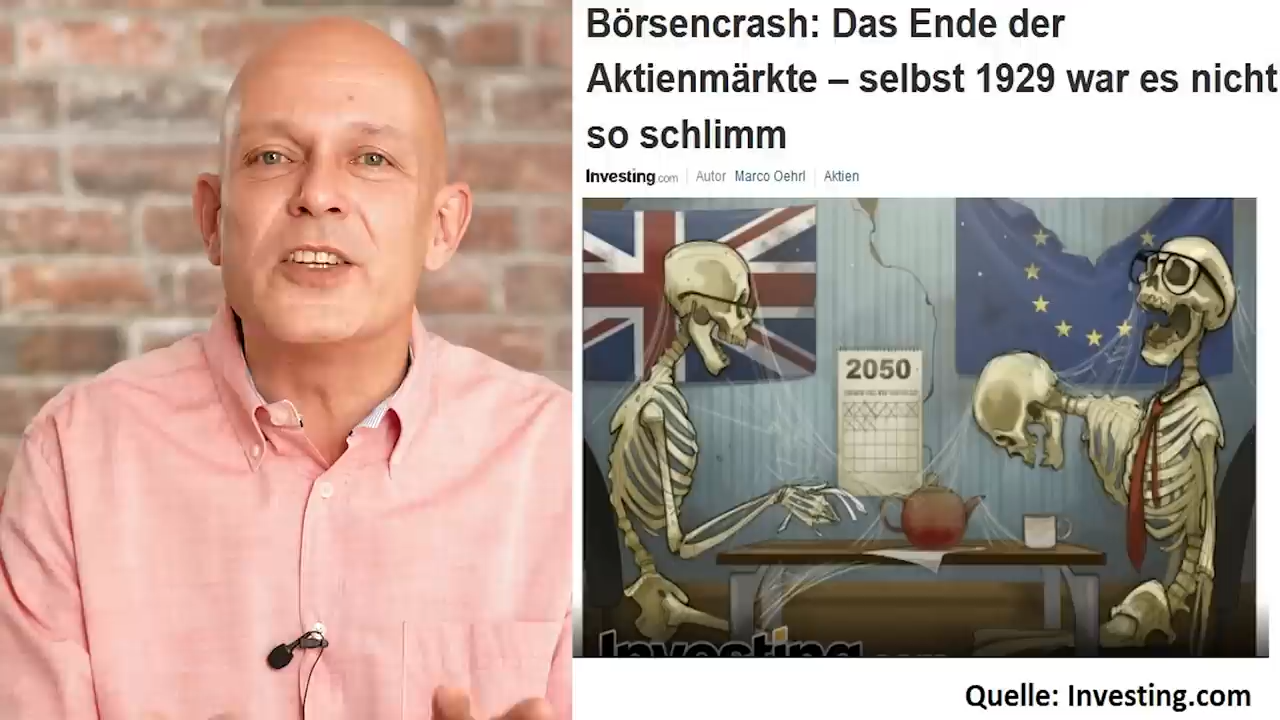 Börsencrash: Das Ende der
Aktienmärkte – selbst 1929 war es nicht
so schlimm
Investing.com | Autor Marco Oehrl | Aktien
2050
Investing
Quelle: Investing.com